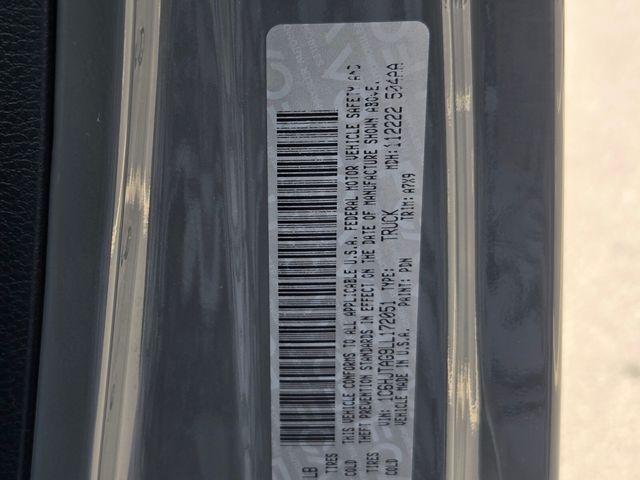 LB
TIRES
COLD
TIRES
COLD
THIS VEHICLE CONFORMS TO ALL APPLICABLE U.S.A. FEDERAL MOTOR VEHICLE SAFETY AND
THEFT PREVENTION STANDARDS IN EFFECT ON THE DATE OF MANUFACTURE SHOWN ABOVE.
VIN: 1C6HJTAG9LL172051 TYPE: TRUCK MDH: 112222 504AA
VEHICLE MADE IN U.S.A. PAINT: PDN TRIM: A7X9